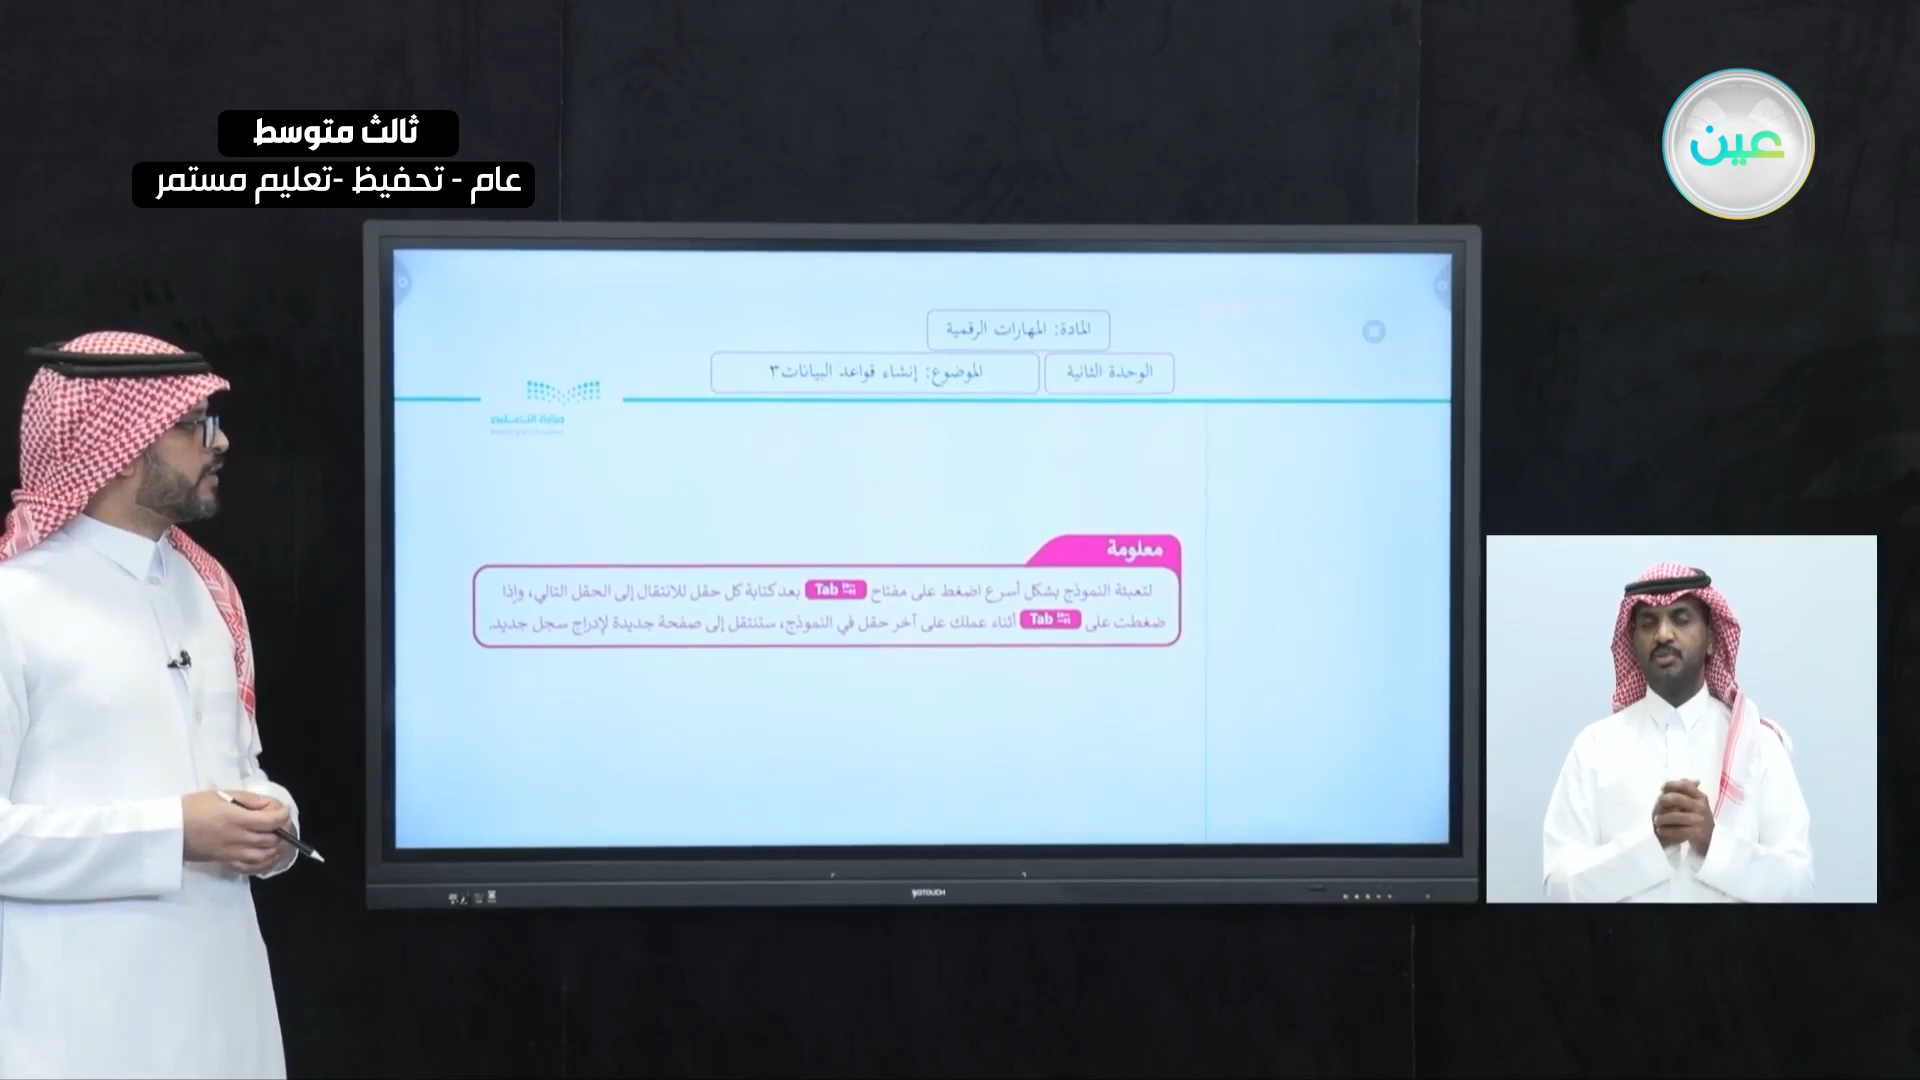 ثالث متوسط
عام - تحفيظ -تعليم مستمر
عين
المادة: المهارات الرقمية
الوحدة الثانية
الموضوع: إنشاء قواعد البيانات٣
وزارة التعليم
معلومة
لتعبئة النموذج بشكل أسرع اضغط على مفتاح Tab بعد كتابة كل حقل للانتقال إلى الحقل التالي، وإذا
ضغطت على Tab أثناء عملك على آخر حقل في النموذج، ستنتقل إلى صفحة جديدة لإدراج سجل جديد.